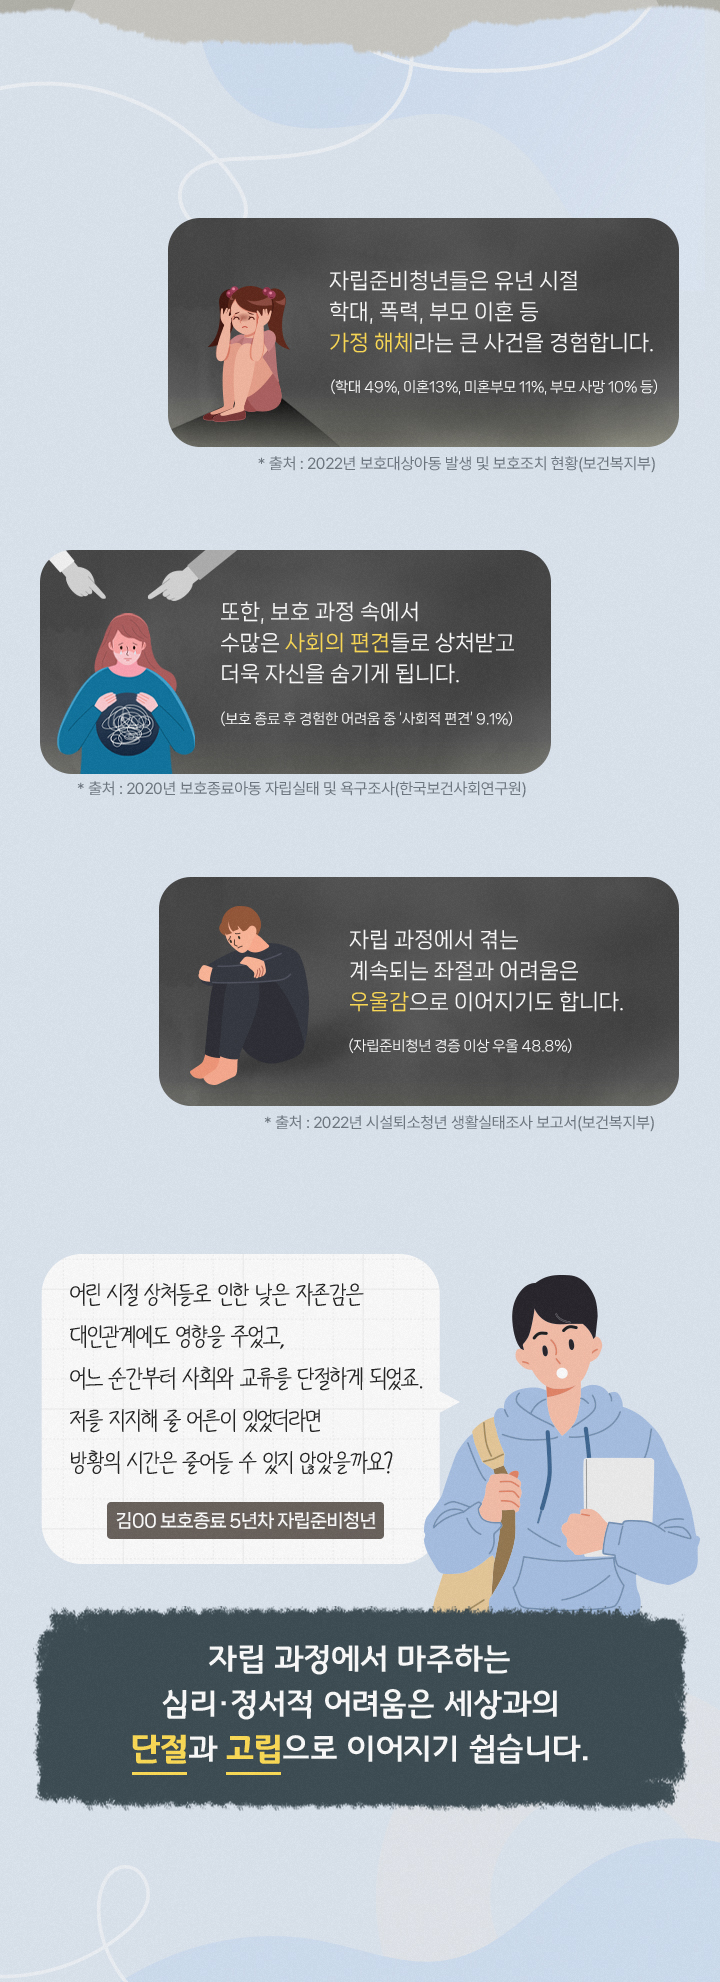 자립준비청년들은 유년 시절
학대, 폭력, 부모 이혼 등
가정 해체라는 큰 사건을 경험합니다.
(학대 49%, 이혼13%, 미혼부모 11%, 부모 사망 10% 등)
* 출처 : 2022년 보호대상아동 발생 및 보호조치 현황(보건복지부)
또한, 보호 과정 속에서
수많은 사회의 편견들로 상처받고
더욱 자신을 숨기게 됩니다.
(보호 종료 후 경험한 어려움 중 '사회적 편견' 9.1%)
* 출처 : 2020년 보호종료아동 자립실태 및 욕구조사(한국보건사회연구원)
자립 과정에서 겪는
계속되는 좌절과 어려움은
우울감으로 이어지기도 합니다.
(자립준비청년 경증 이상 우울 48.8%)
* 출처 : 2022년 시설퇴소청년 생활실태조사 보고서(보건복지부)
어린 시절 상처들로 인한 낮은 자존감은
대인관계에도 영향을 주었고,
어느 순간부터 사회와 교류를 단절하게 되었죠.
저를 지지해 줄 어른이 있었더라면
방황의 시간은 줄어들 수 있지 않았을까요?
김OO 보호종료 5년차 자립준비청년
자립 과정에서 마주하는
심리·정서적 어려움은 세상과의
단절과 고립으로 이어지기 쉽습니다.